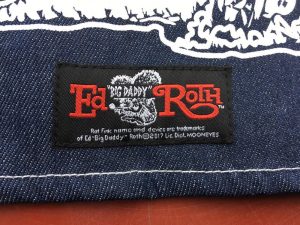 "BIG DADDY"
Ed Roth™
Rat Fink name and device are trademarks
of Ed "Big Daddy" Roth ©2017 Lic. Dist. MOONEYES